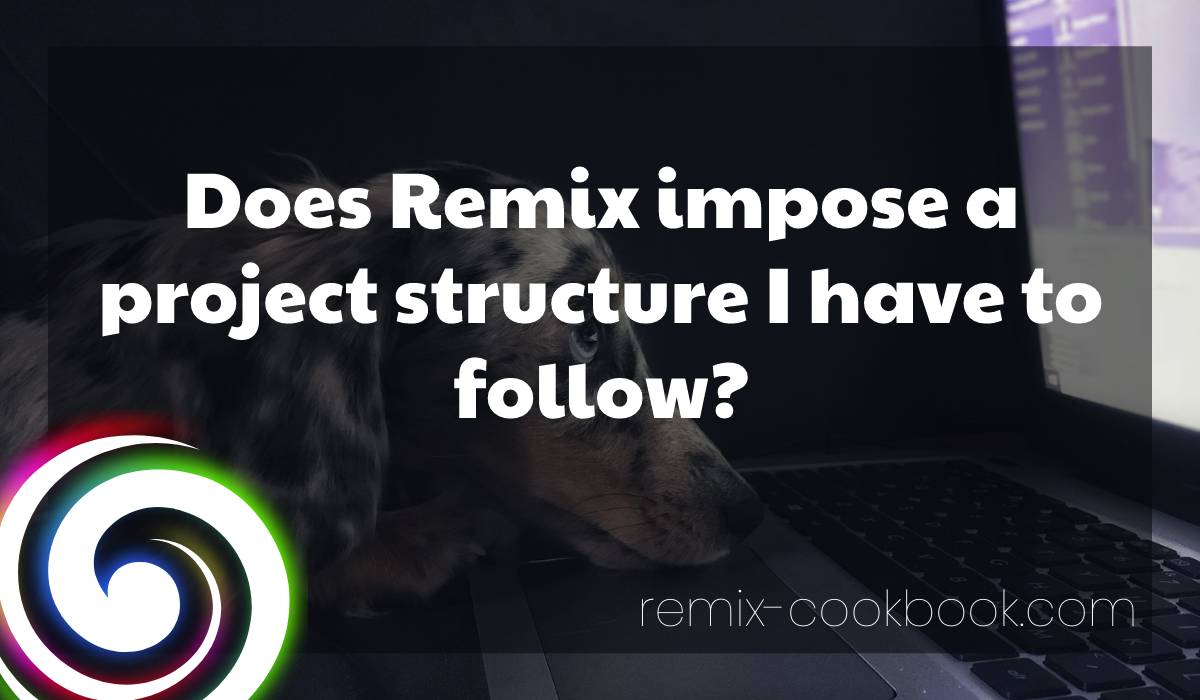 Does Remix impose a
project structure I have to
follow?
remix-cookbook.com